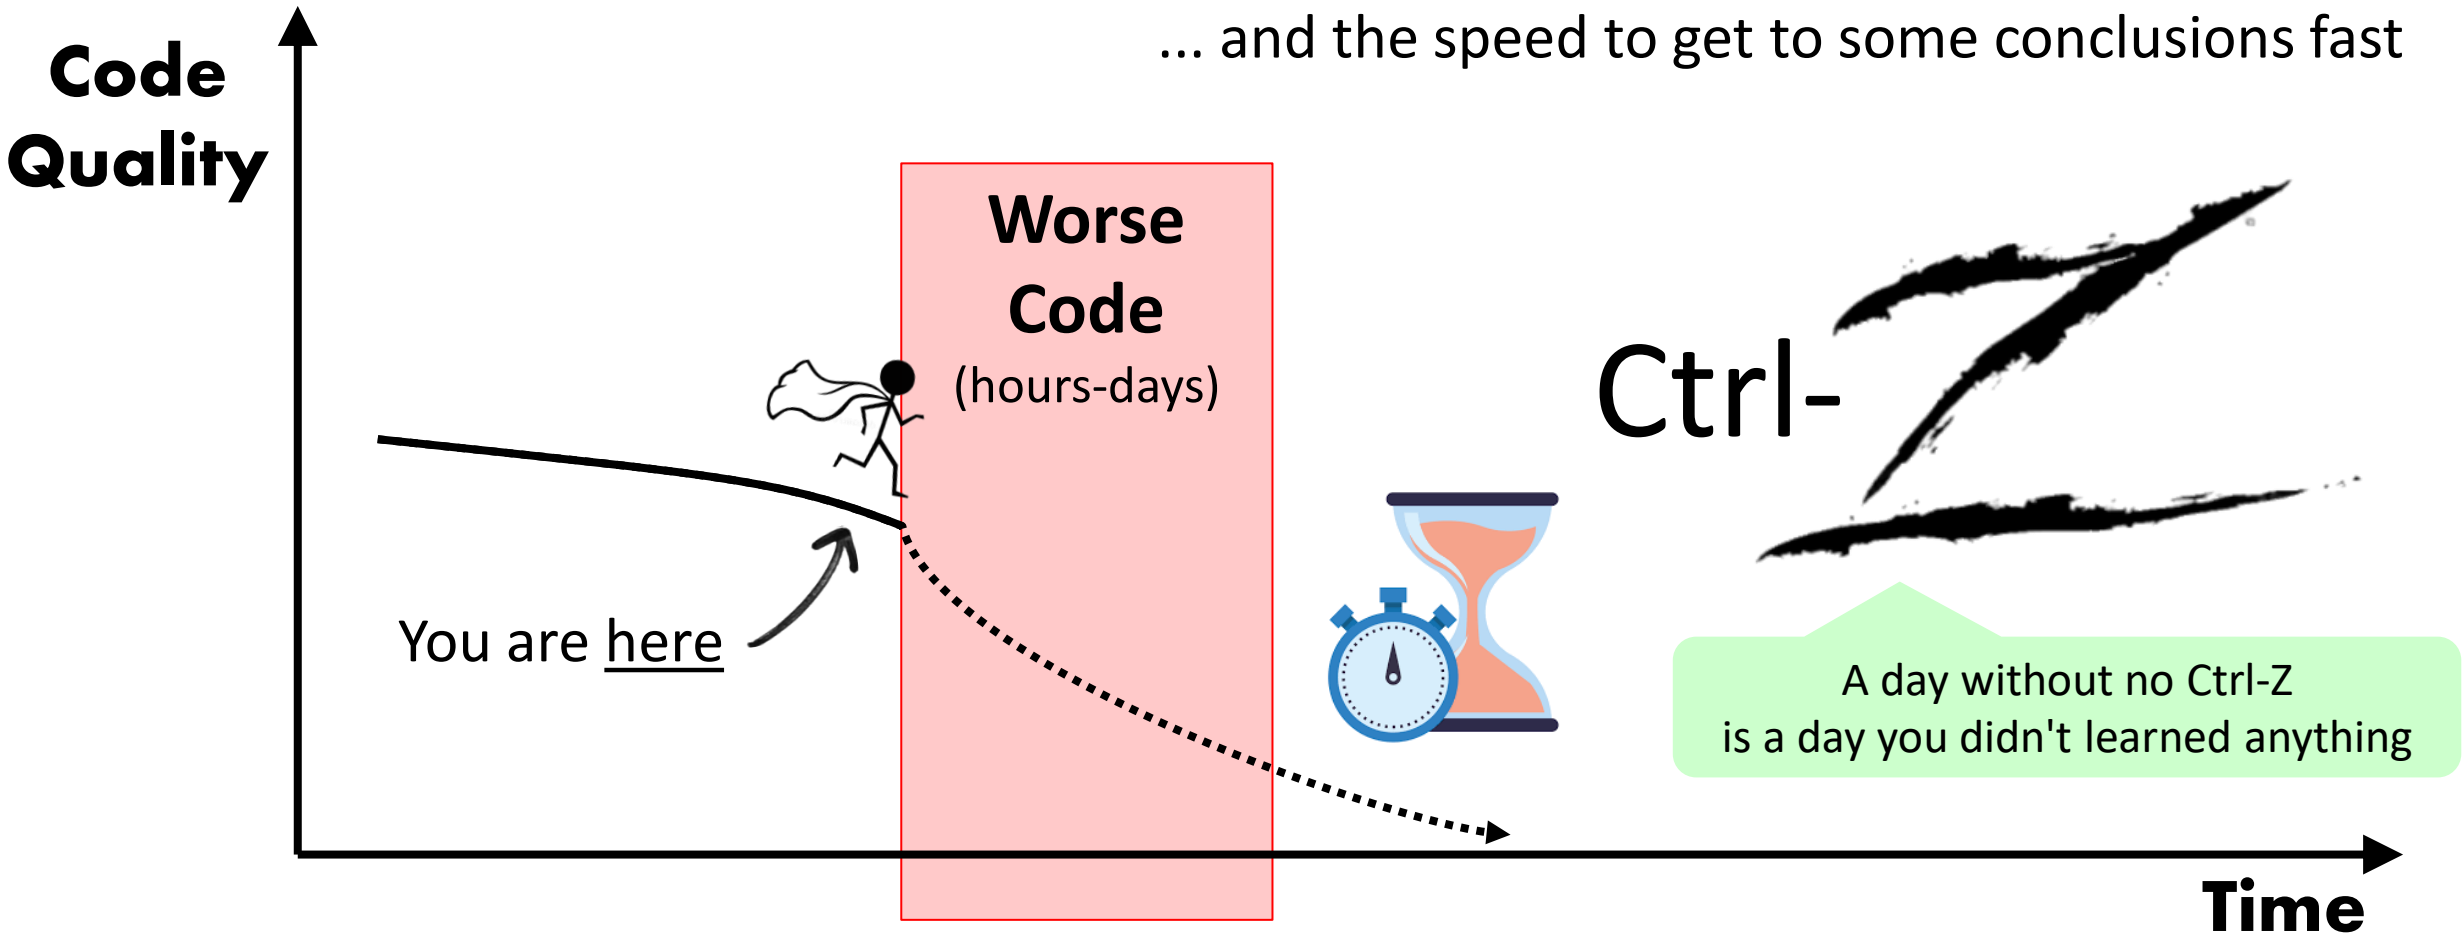 ... and the speed to get to some conclusions fast
Code
Quality
Worse
Code
(hours-days)
Ctrl-Z
You are here
A day without no Ctrl-Z
is a day you didn't learned anything
Time